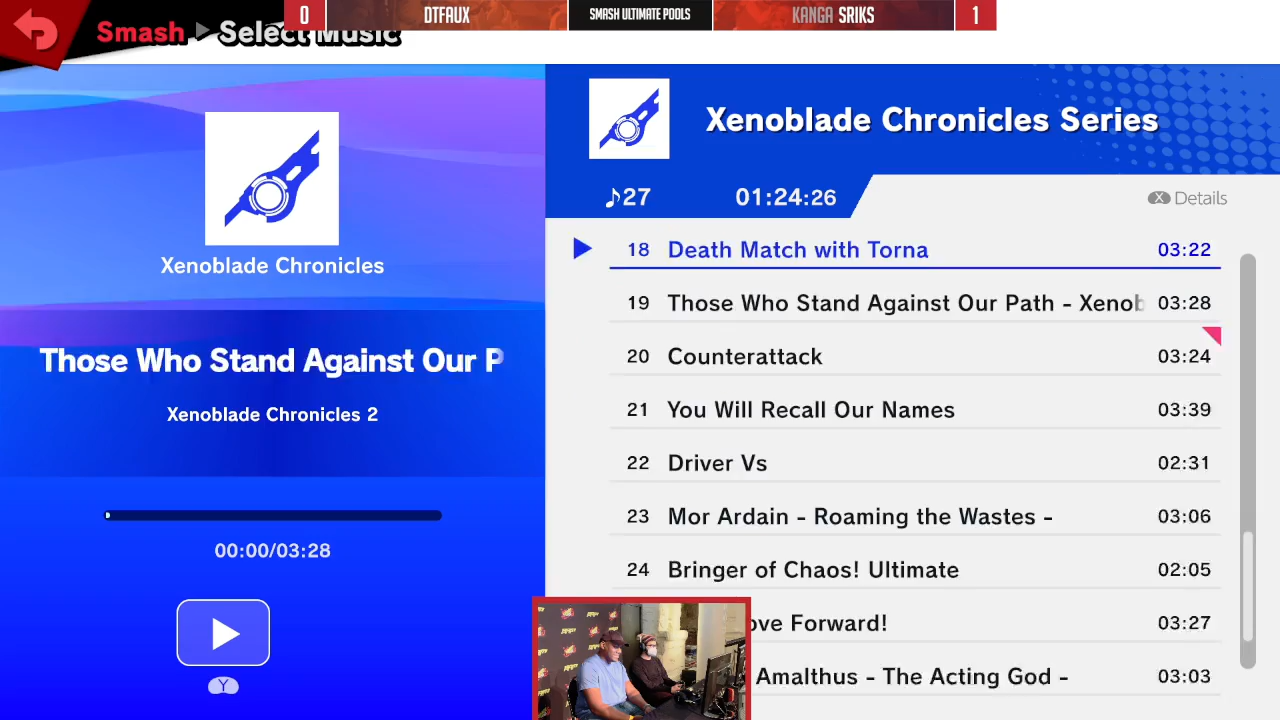 0 DTFAUX SMASH ULTIMATE POOLS KANGA SRIKS 1
Smash Select Music
Xenoblade Chronicles Series
♪27 01:24:26
X Details
Xenoblade Chronicles
Those Who Stand Against Our P
Xenoblade Chronicles 2
00:00/03:28
Y
18 Death Match with Torna 03:22
19 Those Who Stand Against Our Path - Xenob 03:28
20 Counterattack 03:24
21 You Will Recall Our Names 03:39
22 Driver Vs 02:31
23 Mor Ardain - Roaming the Wastes - 03:06
24 Bringer of Chaos! Ultimate 02:05
ove Forward! 03:27
Amalthus - The Acting God - 03:03